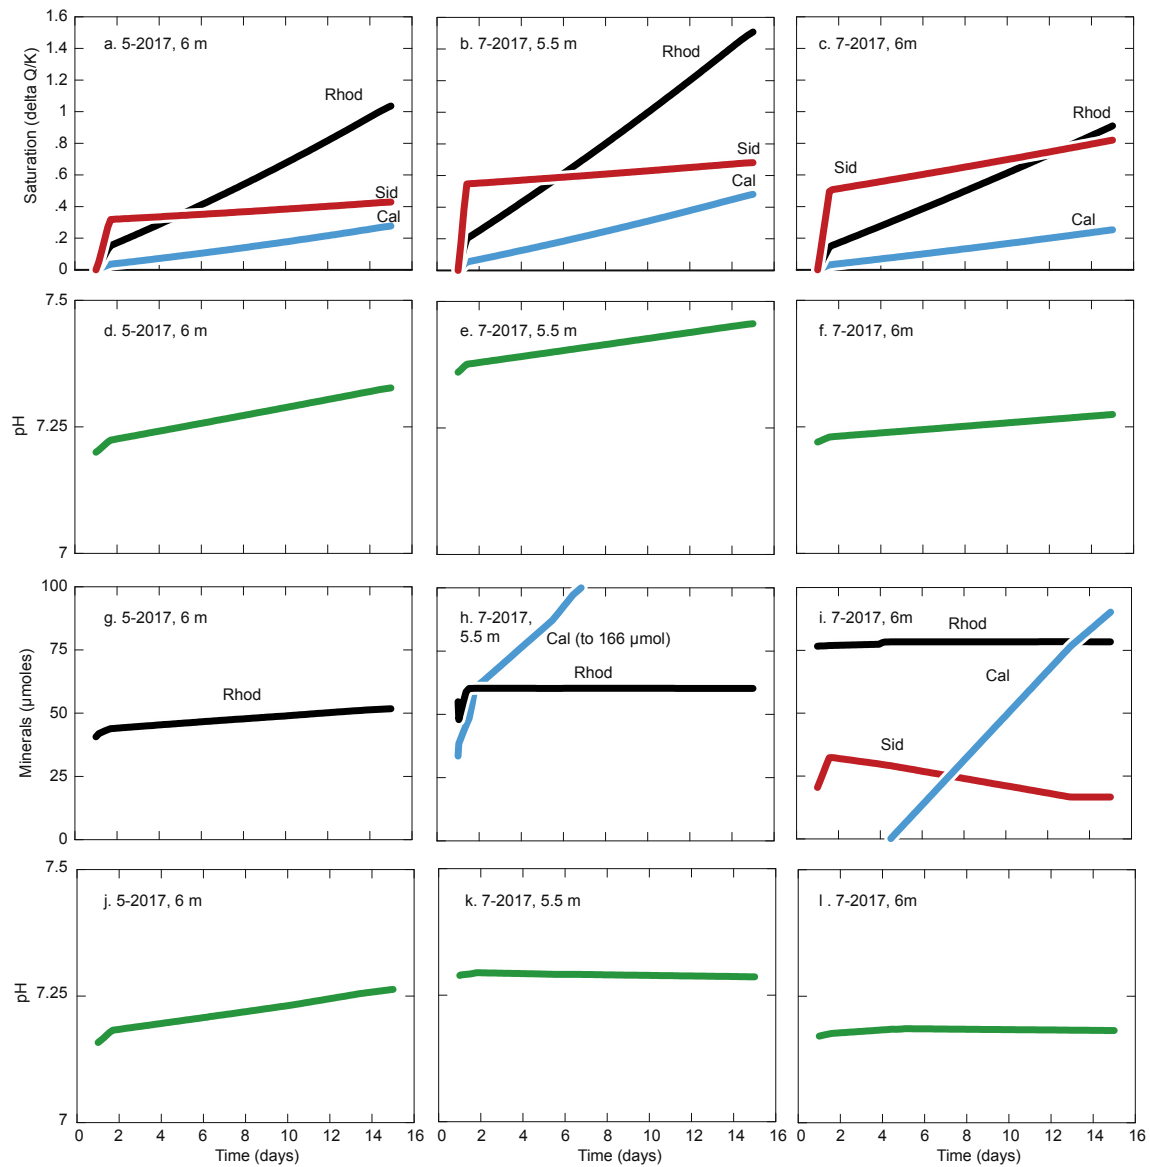 Saturation (delta Q/K)
1.6
1.4
1.2
1
.8
.6
.4
.2
0
a. 5-2017, 6 m
Rhod
Sid
Cal
b. 7-2017, 5.5 m
Rhod
Sid
Cal
c. 7-2017, 6m
Rhod
Sid
Cal
pH
7.5
7.25
7
d. 5-2017, 6 m
e. 7-2017, 5.5 m
f. 7-2017, 6m
Minerals (µmoles)
100
75
50
25
0
g. 5-2017, 6 m
Rhod
h. 7-2017,
5.5 m
Cal (to 166 µmol)
Rhod
i. 7-2017, 6m
Rhod
Cal
Sid
pH
7.5
7.25
7
j. 5-2017, 6 m
k. 7-2017, 5.5 m
l . 7-2017, 6m
0 2 4 6 8 10 12 14 16
0 2 4 6 8 10 12 14 16
2 4 6 8 10 12 14 16
Time (days)
Time (days)
Time (days)